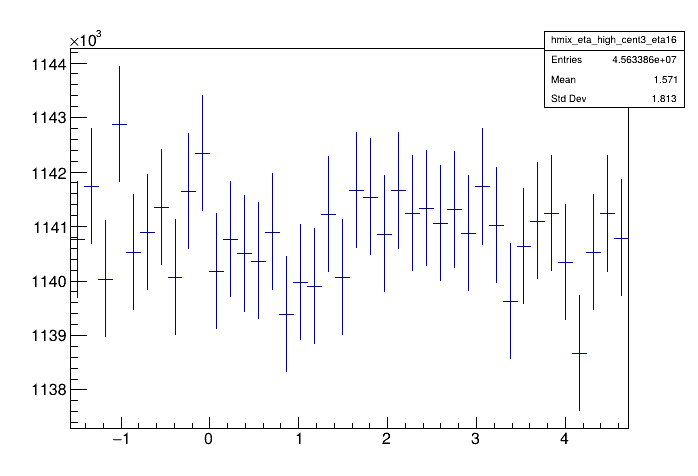 ×10³
hmix_eta_high_cent3_eta16
Entries 4.563386e+07
Mean 1.571
Std Dev 1.813
1144
1143
1142
1141
1140
1139
1138
−1 0 1 2 3 4